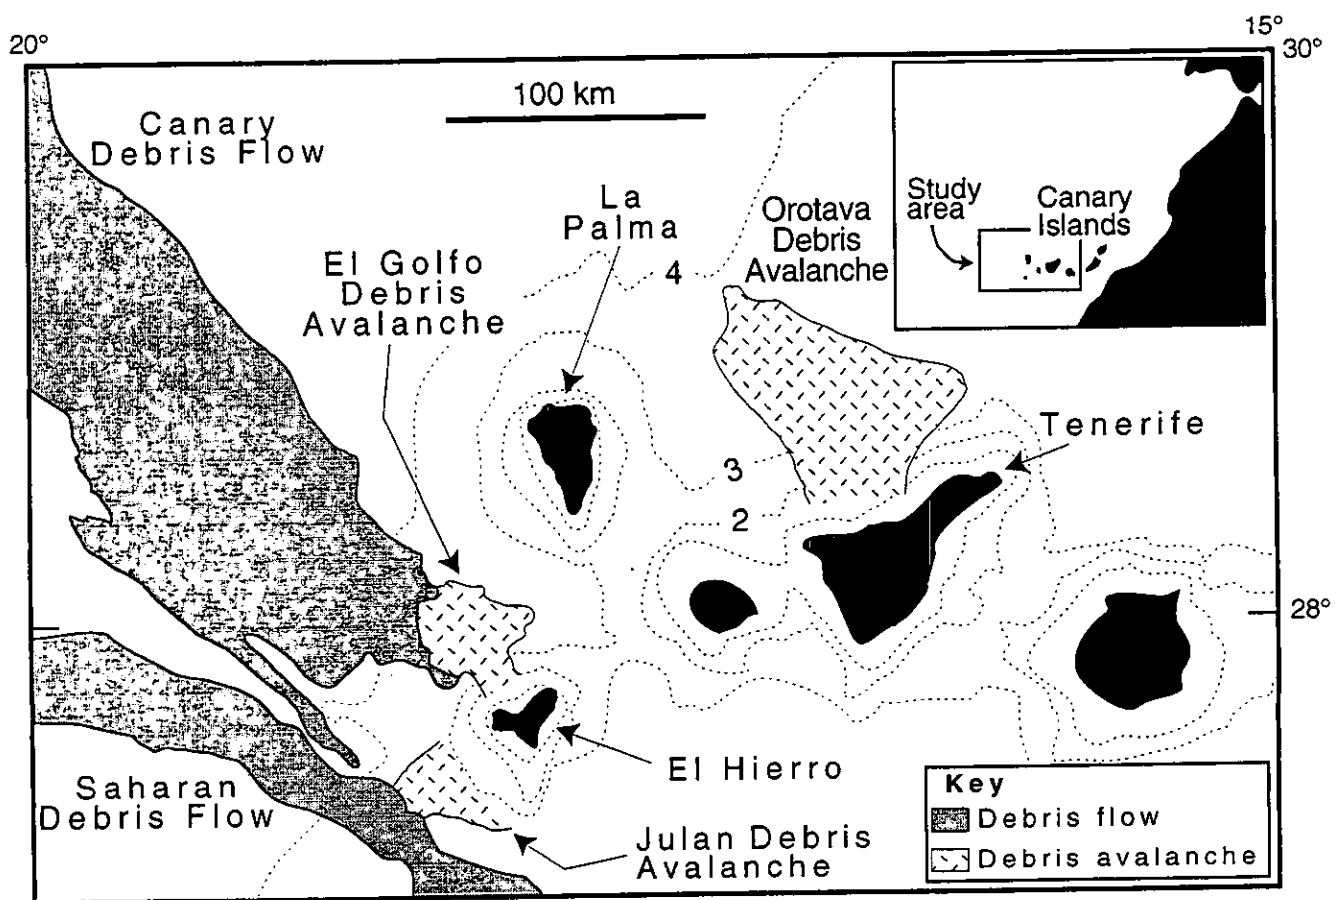 20°
15°
30°
100 km
Canary
Debris Flow
La
Palma
Orotava
Debris
Avalanche
Study
area
Canary
Islands
El Golfo
Debris
Avalanche
4
3
2
Tenerife
28°
El Hierro
Saharan
Debris Flow
Julan Debris
Avalanche
Key
Debris flow
Debris avalanche